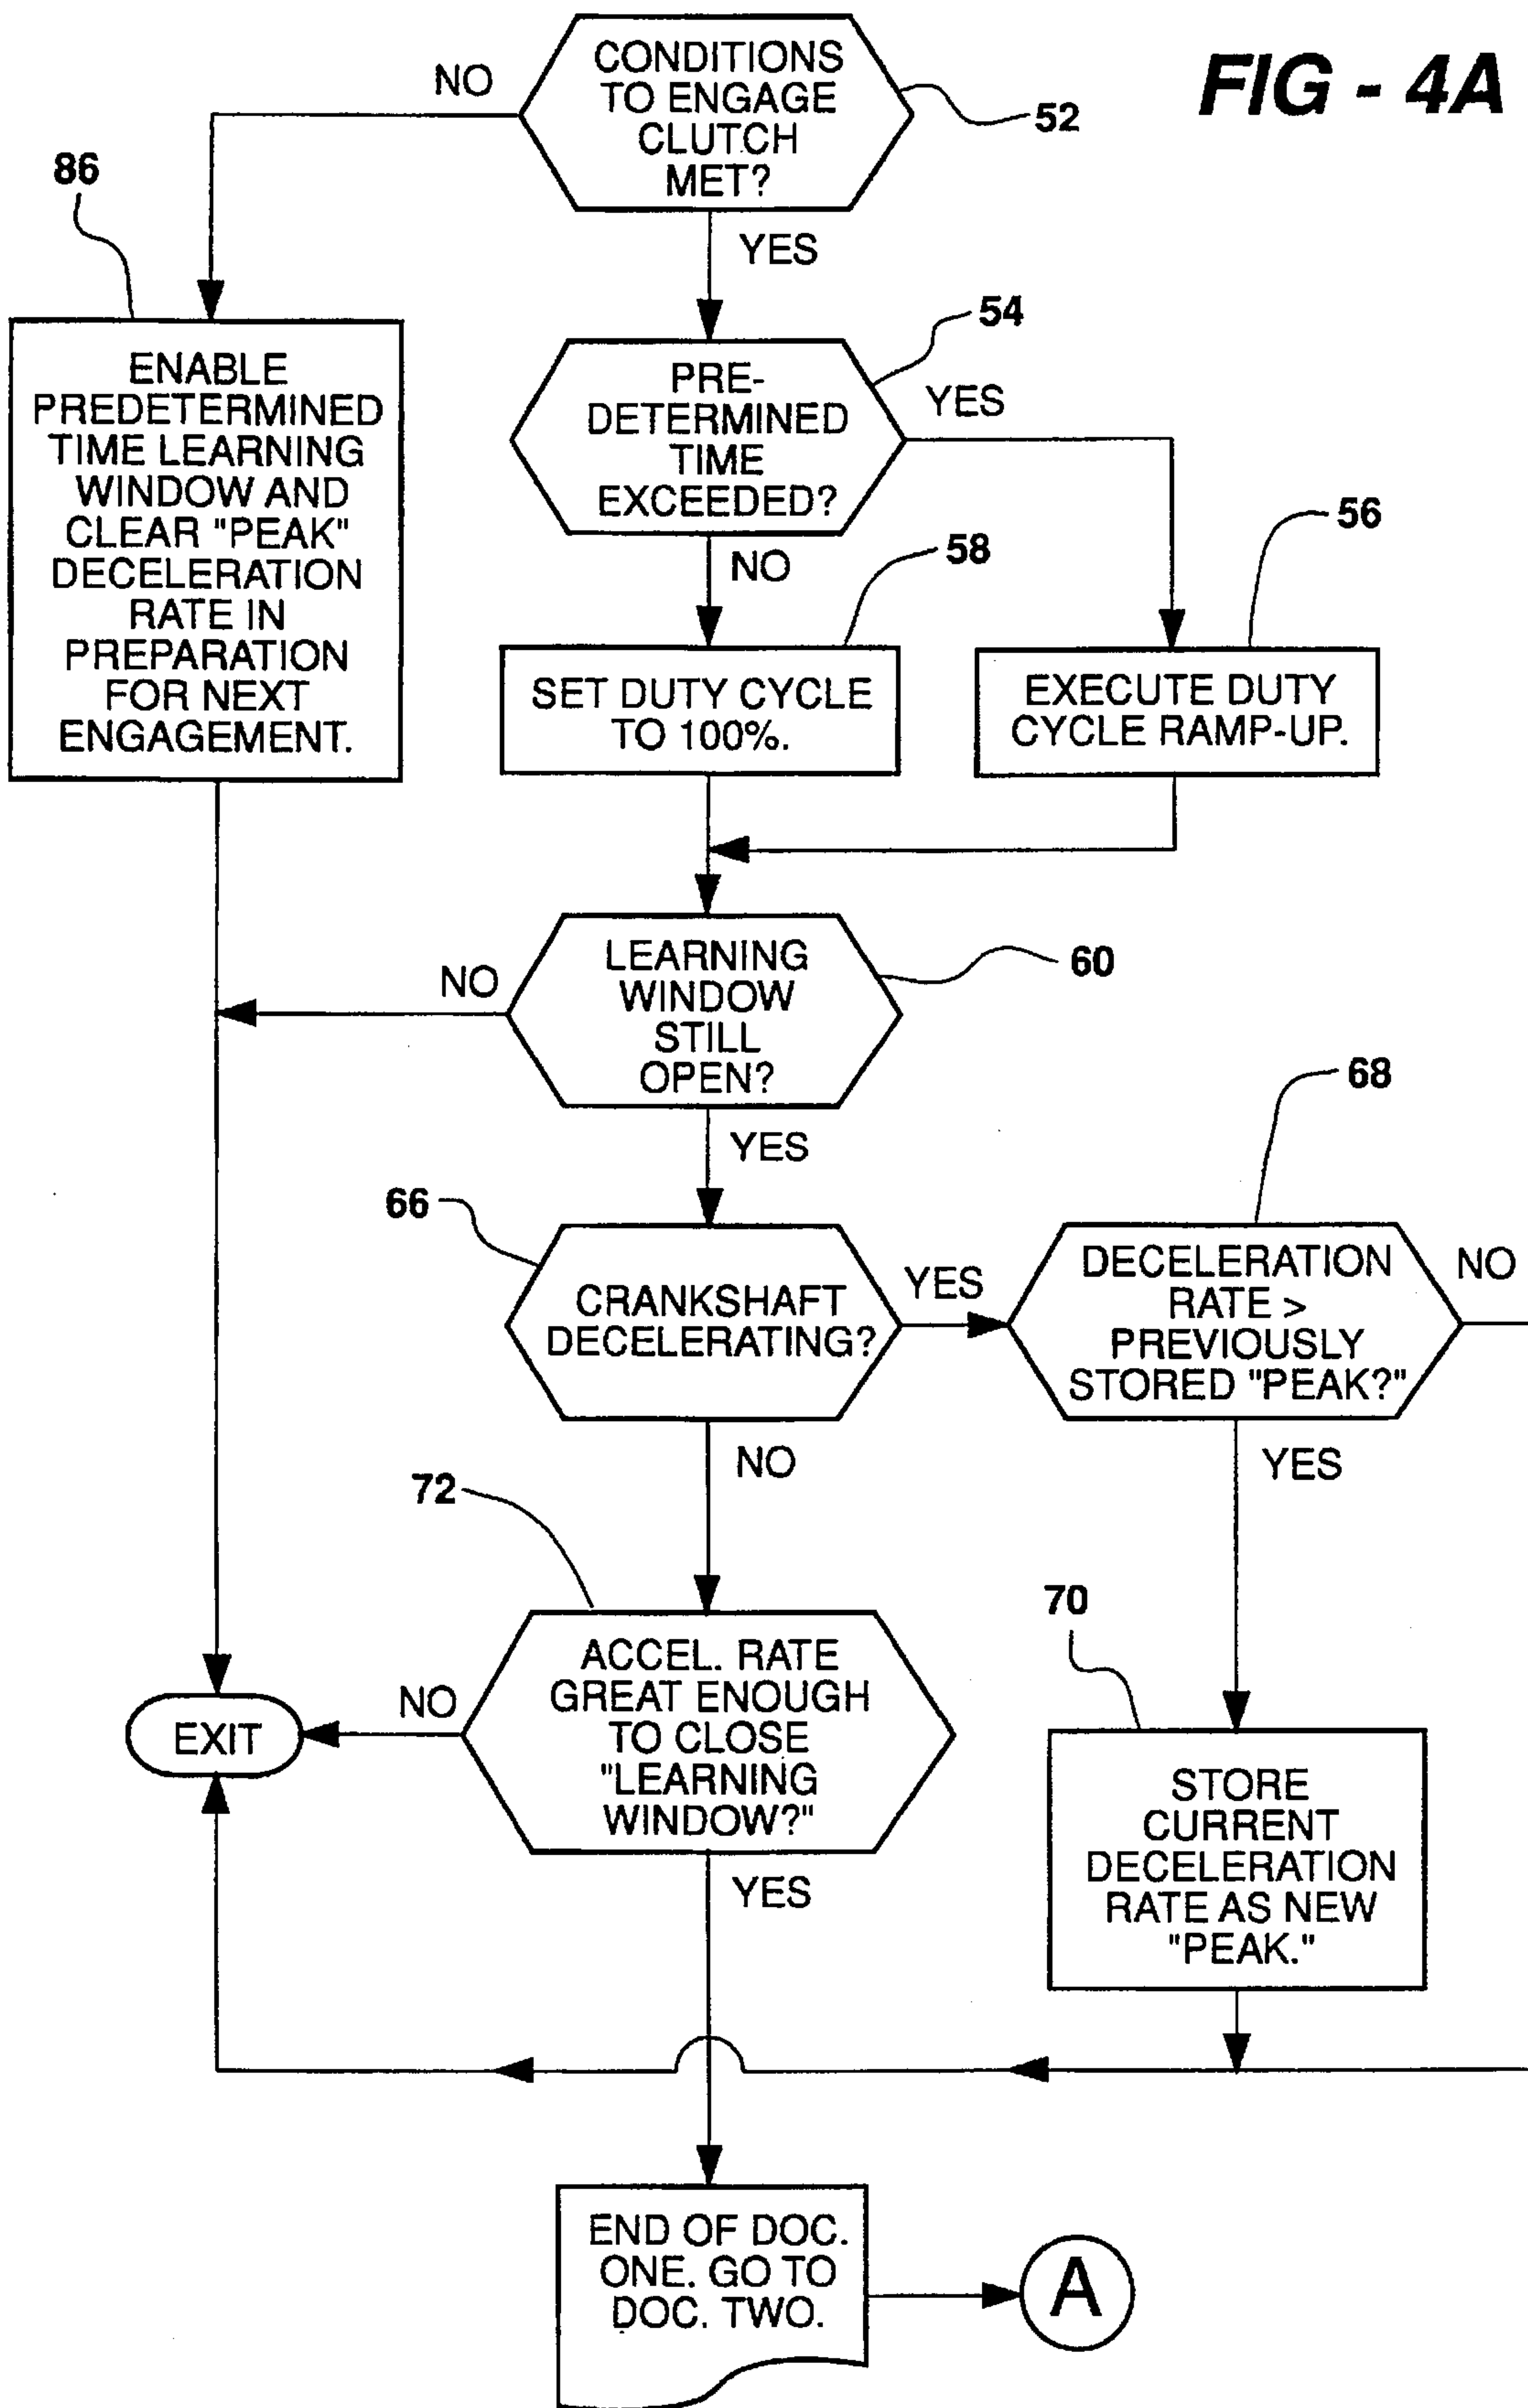 FIG - 4A
CONDITIONS
TO ENGAGE
CLUTCH
MET?
52
NO
YES
86
ENABLE
PREDETERMINED
TIME LEARNING
WINDOW AND
CLEAR "PEAK"
DECELERATION
RATE IN
PREPARATION
FOR NEXT
ENGAGEMENT.
PRE-
DETERMINED
TIME
EXCEEDED?
54
YES
NO
58
SET DUTY CYCLE
TO 100%.
56
EXECUTE DUTY
CYCLE RAMP-UP.
LEARNING
WINDOW
STILL
OPEN?
60
NO
YES
66
CRANKSHAFT
DECELERATING?
YES
NO
68
DECELERATION
RATE >
PREVIOUSLY
STORED "PEAK?"
NO
YES
72
ACCEL. RATE
GREAT ENOUGH
TO CLOSE
"LEARNING
WINDOW?"
NO
EXIT
YES
70
STORE
CURRENT
DECELERATION
RATE AS NEW
"PEAK."
END OF DOC.
ONE. GO TO
DOC. TWO.
A